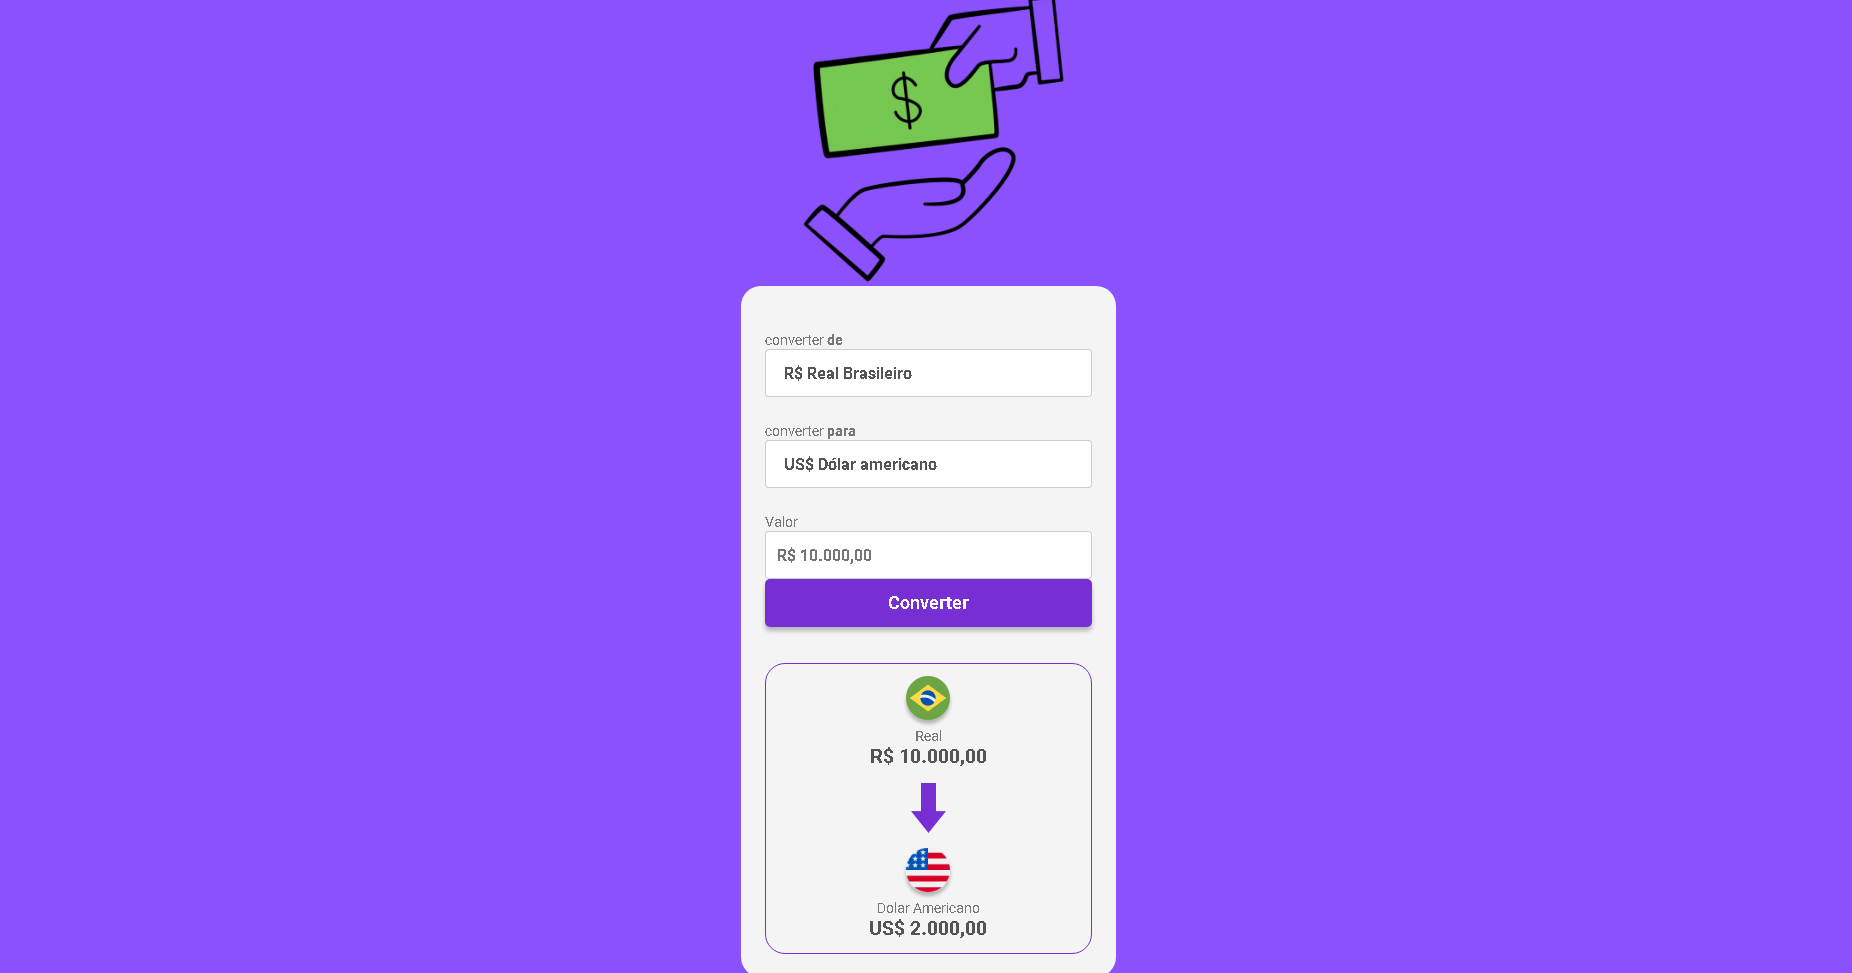 $
converter de
R$ Real Brasileiro
converter para
US$ Dólar americano
Valor
R$ 10.000,00
Converter
Real
R$ 10.000,00
Dolar Americano
US$ 2.000,00